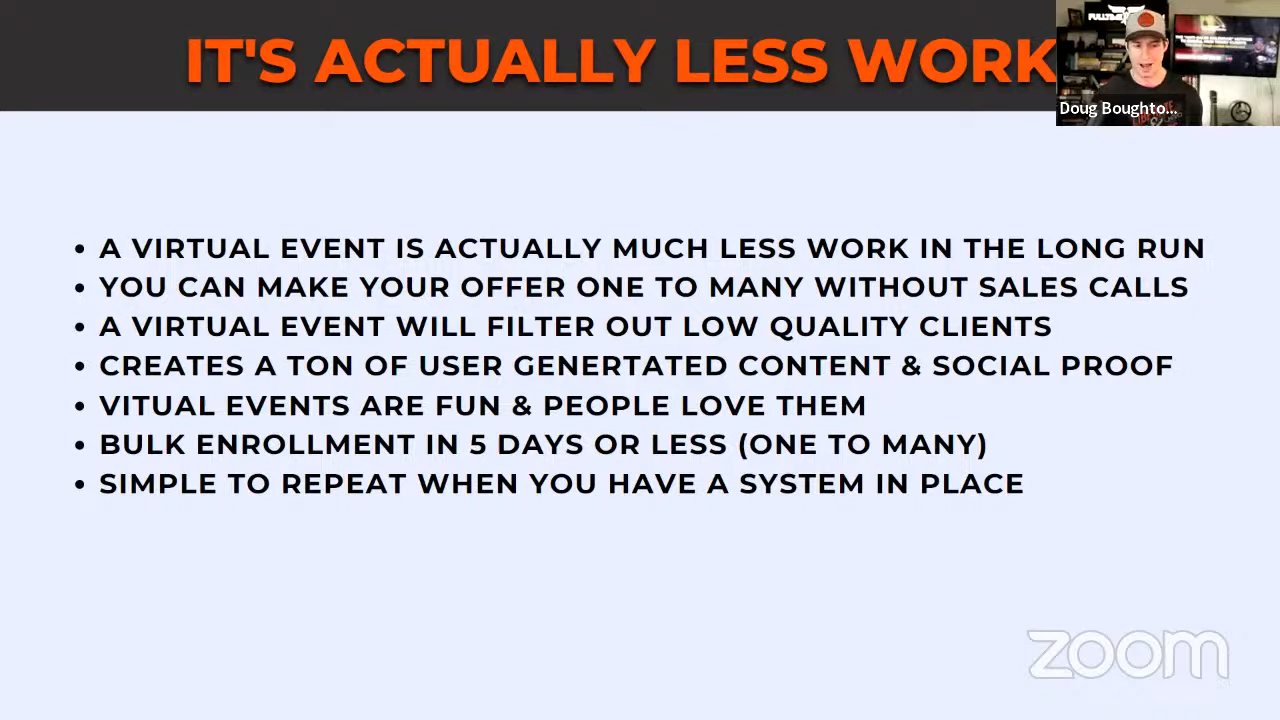 IT'S ACTUALLY LESS WORK
Doug Boughto...
• A VIRTUAL EVENT IS ACTUALLY MUCH LESS WORK IN THE LONG RUN
• YOU CAN MAKE YOUR OFFER ONE TO MANY WITHOUT SALES CALLS
• A VIRTUAL EVENT WILL FILTER OUT LOW QUALITY CLIENTS
• CREATES A TON OF USER GENERTATED CONTENT & SOCIAL PROOF
• VITUAL EVENTS ARE FUN & PEOPLE LOVE THEM
• BULK ENROLLMENT IN 5 DAYS OR LESS (ONE TO MANY)
• SIMPLE TO REPEAT WHEN YOU HAVE A SYSTEM IN PLACE
zoom